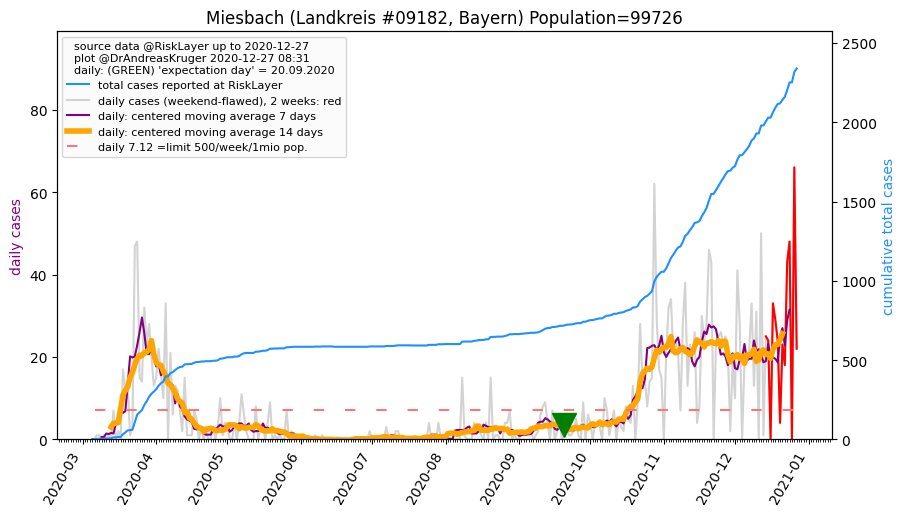 Miesbach (Landkreis #09182, Bayern) Population=99726
source data @RiskLayer up to 2020-12-27
plot @DrAndreasKruger 2020-12-27 08:31
daily: (GREEN) 'expectation day' = 20.09.2020
total cases reported at RiskLayer
daily cases (weekend-flawed), 2 weeks: red
daily: centered moving average 7 days
daily: centered moving average 14 days
daily 7.12 =limit 500/week/1mio pop.
daily cases
80
60
40
20
0
cumulative total cases
2500
2000
1500
1000
500
0
2020-03
2020-04
2020-05
2020-06
2020-07
2020-08
2020-09
2020-10
2020-11
2020-12
2021-01